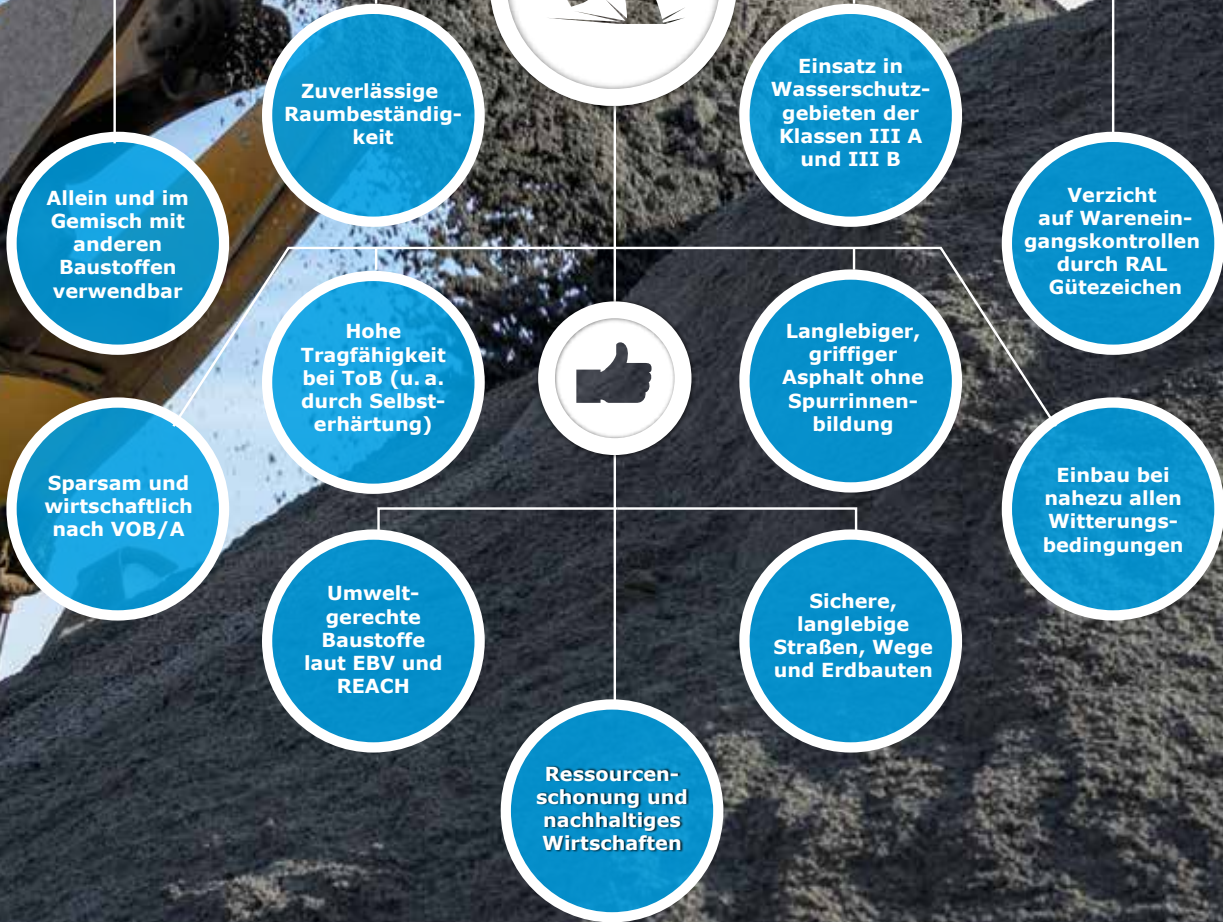 Zuverlässige
Raumbeständig-
keit
Einsatz in
Wasserschutz-
gebieten der
Klassen III A
und III B
Allein und im
Gemisch mit
anderen
Baustoffen
verwendbar
Verzicht
auf Warenein-
gangskontrollen
durch RAL
Gütezeichen
Hohe
Tragfähigkeit
bei ToB (u. a.
durch Selbst-
erhärtung)
Langlebiger,
griffiger
Asphalt ohne
Spurrinnen-
bildung
Sparsam und
wirtschaftlich
nach VOB/A
Einbau bei
nahezu allen
Witterungs-
bedingungen
Umwelt-
gerechte
Baustoffe
laut EBV und
REACH
Sichere,
langlebige
Straßen, Wege
und Erdbauten
Ressourcen-
schonung und
nachhaltiges
Wirtschaften